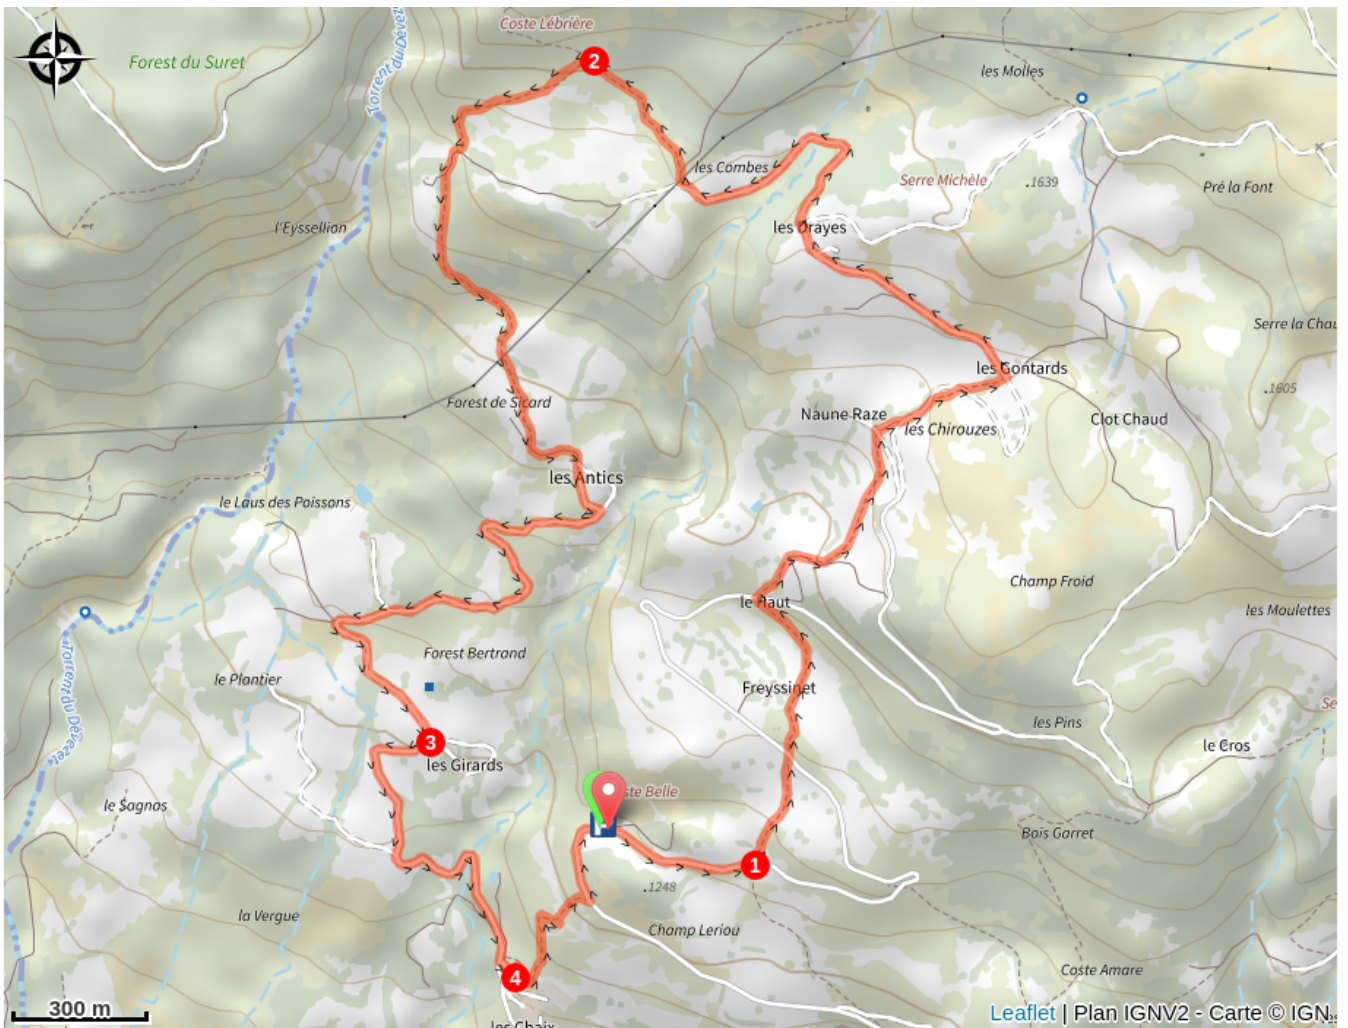 Coste Lébrière
Forest du Suret
Torrent du Dévez
2
les Molles
les Combes
Serre Michèle
.1639
Pré la Font
l'Eyssellion
les Drayes
Serre la Chau
les Gontards
.1605
Forest de Sicard
Naune Raze
les Chirouzes
Clot Chaud
les Antics
le Laus des Poissons
Champ Froid
le Haut
les Moulettes
Forest Bertrand
le Plantier
Freyssinet
Torrent du Dévezet
Se
les Pins
3
le Cros
les Girards
ste Belle
le Sagnas
Bois Garret
1
.1248
la Vergue
Champ Leriou
4
Coste Amare
300 m
les Chaix
Leaflet | Plan IGNV2 - Carte © IGN